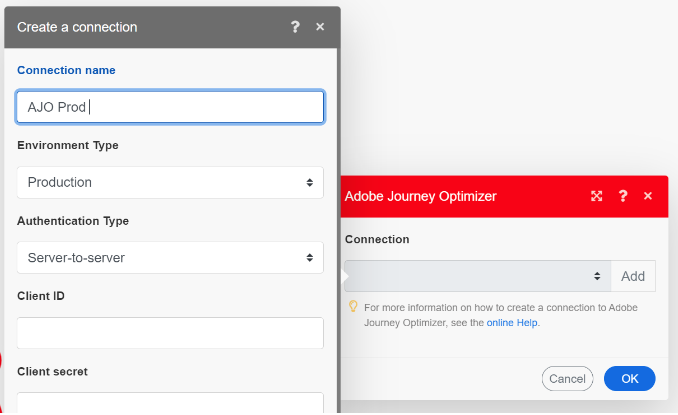 Create a connection
?
×
Connection name
AJO Prod
Environment Type
Production
Authentication Type
Server-to-server
Client ID
Client secret
Adobe Journey Optimizer
?
×
Connection
Add
For more information on how to create a connection to Adobe
Journey Optimizer, see the online Help.
Cancel
OK